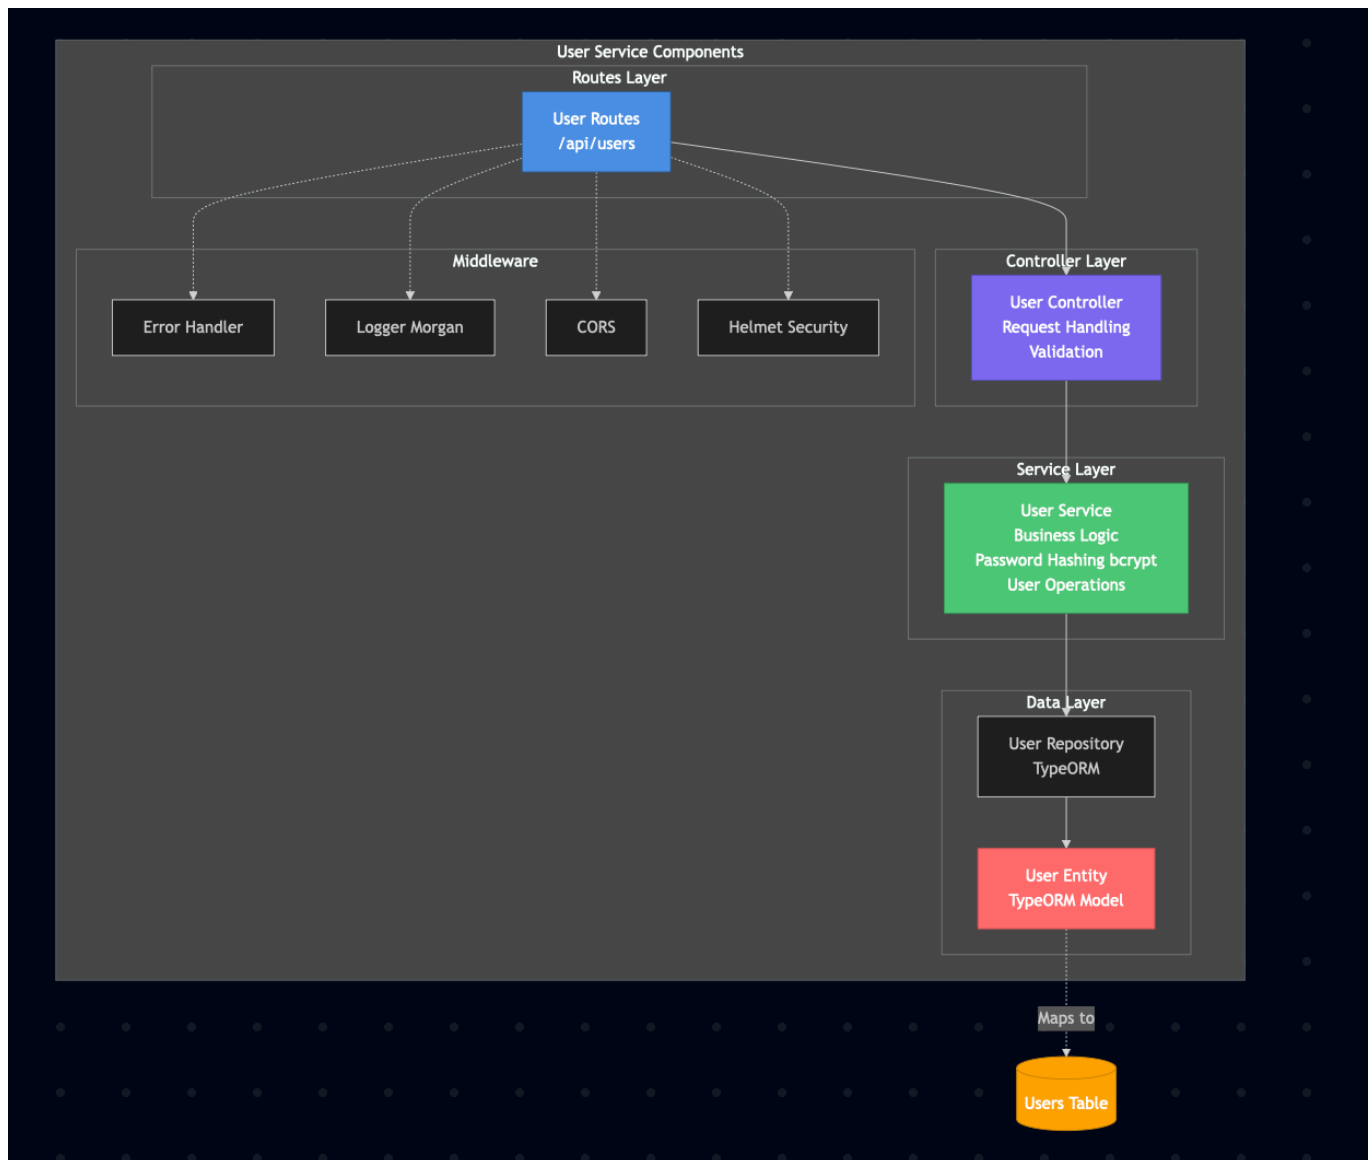 User Service Components
Routes Layer
User Routes
/api/users
Middleware
Error Handler
Logger Morgan
CORS
Helmet Security
Controller Layer
User Controller
Request Handling
Validation
Service Layer
User Service
Business Logic
Password Hashing bcrypt
User Operations
Data Layer
User Repository
TypeORM
User Entity
TypeORM Model
Maps to
Users Table